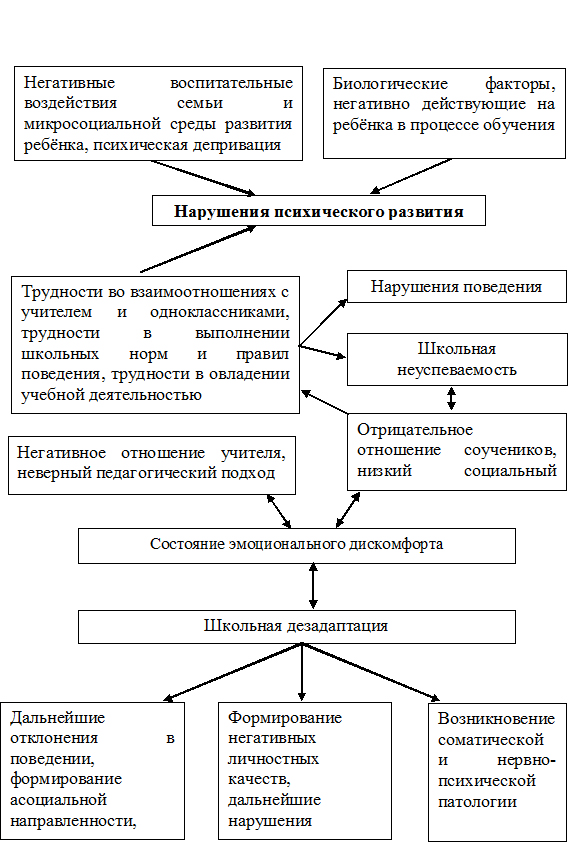 Негативные воспитательные
воздействия семьи и
микросоциальной среды развития
ребёнка, психическая депривация
Биологические факторы,
негативно действующие на
ребёнка в процессе обучения
Нарушения психического развития
Трудности во взаимоотношениях с
учителем и одноклассниками,
трудности в выполнении
школьных норм и правил
поведения, трудности в овладении
учебной деятельностью
Нарушения поведения
Школьная
неуспеваемость
Отрицательное
отношение соучеников,
низкий социальный
Негативное отношение учителя,
неверный педагогический подход
Состояние эмоционального дискомфорта
Школьная дезадаптация
Дальнейшие
отклонения в
поведении,
формирование
асоциальной
направленности,
Формирование
негативных
личностных
качеств,
дальнейшие
нарушения
Возникновение
соматической
и нервно-
психической
патологии